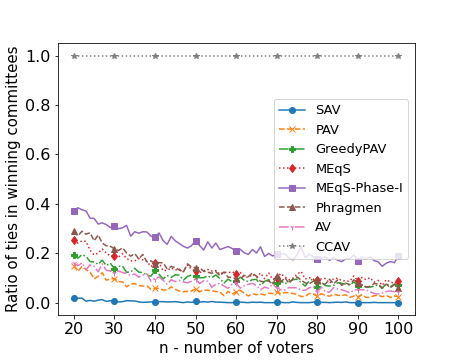 Ratio of ties in winning committees
1.0
0.8
0.6
0.4
0.2
0.0
SAV
PAV
GreedyPAV
MEqS
MEqS-Phase-I
Phragmen
AV
CCAV
20 30 40 50 60 70 80 90 100
n - number of voters